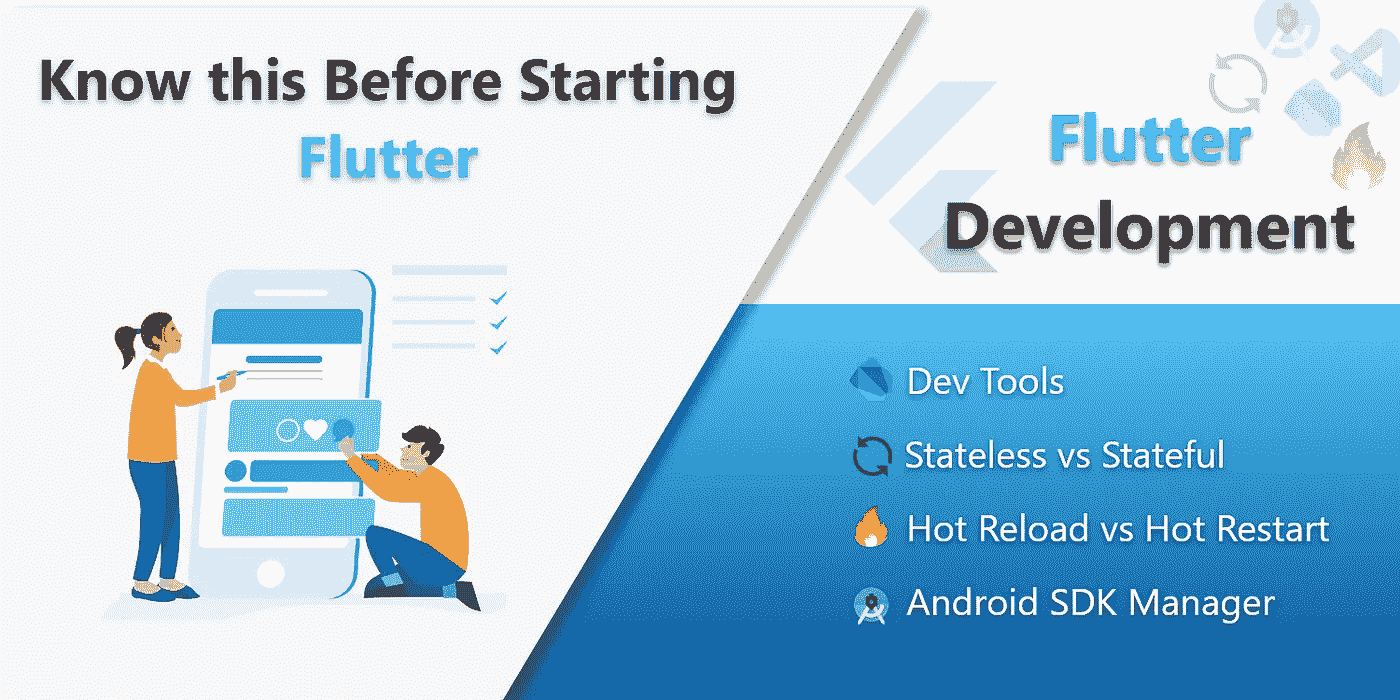 Know this Before Starting
Flutter
Flutter
Development
Dev Tools
Stateless vs Stateful
Hot Reload vs Hot Restart
Android SDK Manager